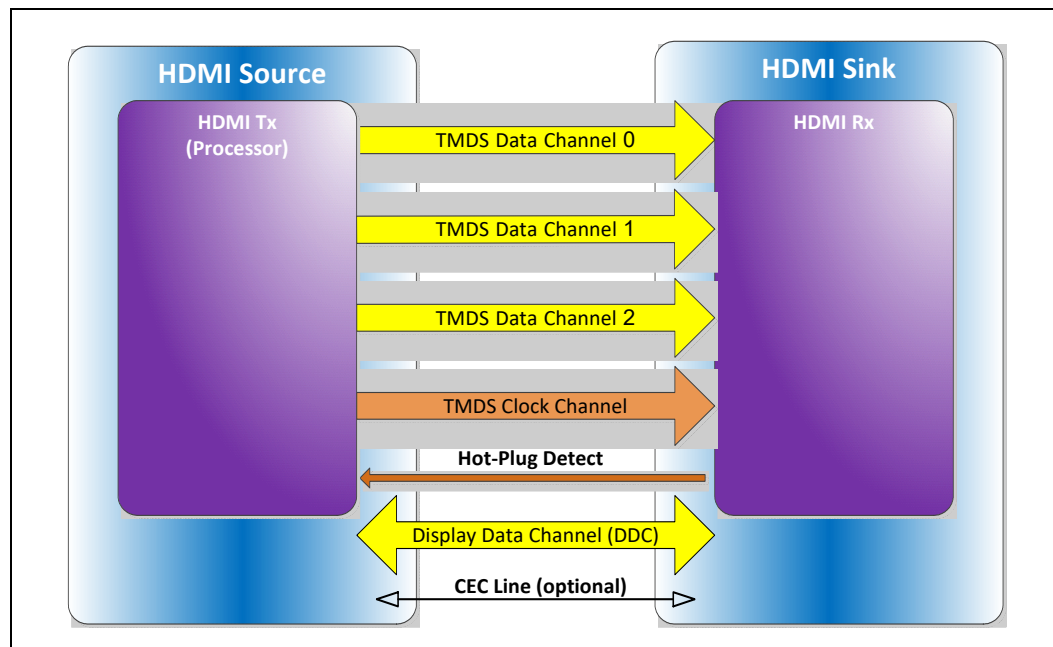 HDMI Source
HDMI Sink
HDMI Tx
(Processor)
HDMI Rx
TMDS Data Channel 0
TMDS Data Channel 1
TMDS Data Channel 2
TMDS Clock Channel
Hot-Plug Detect
Display Data Channel (DDC)
CEC Line (optional)